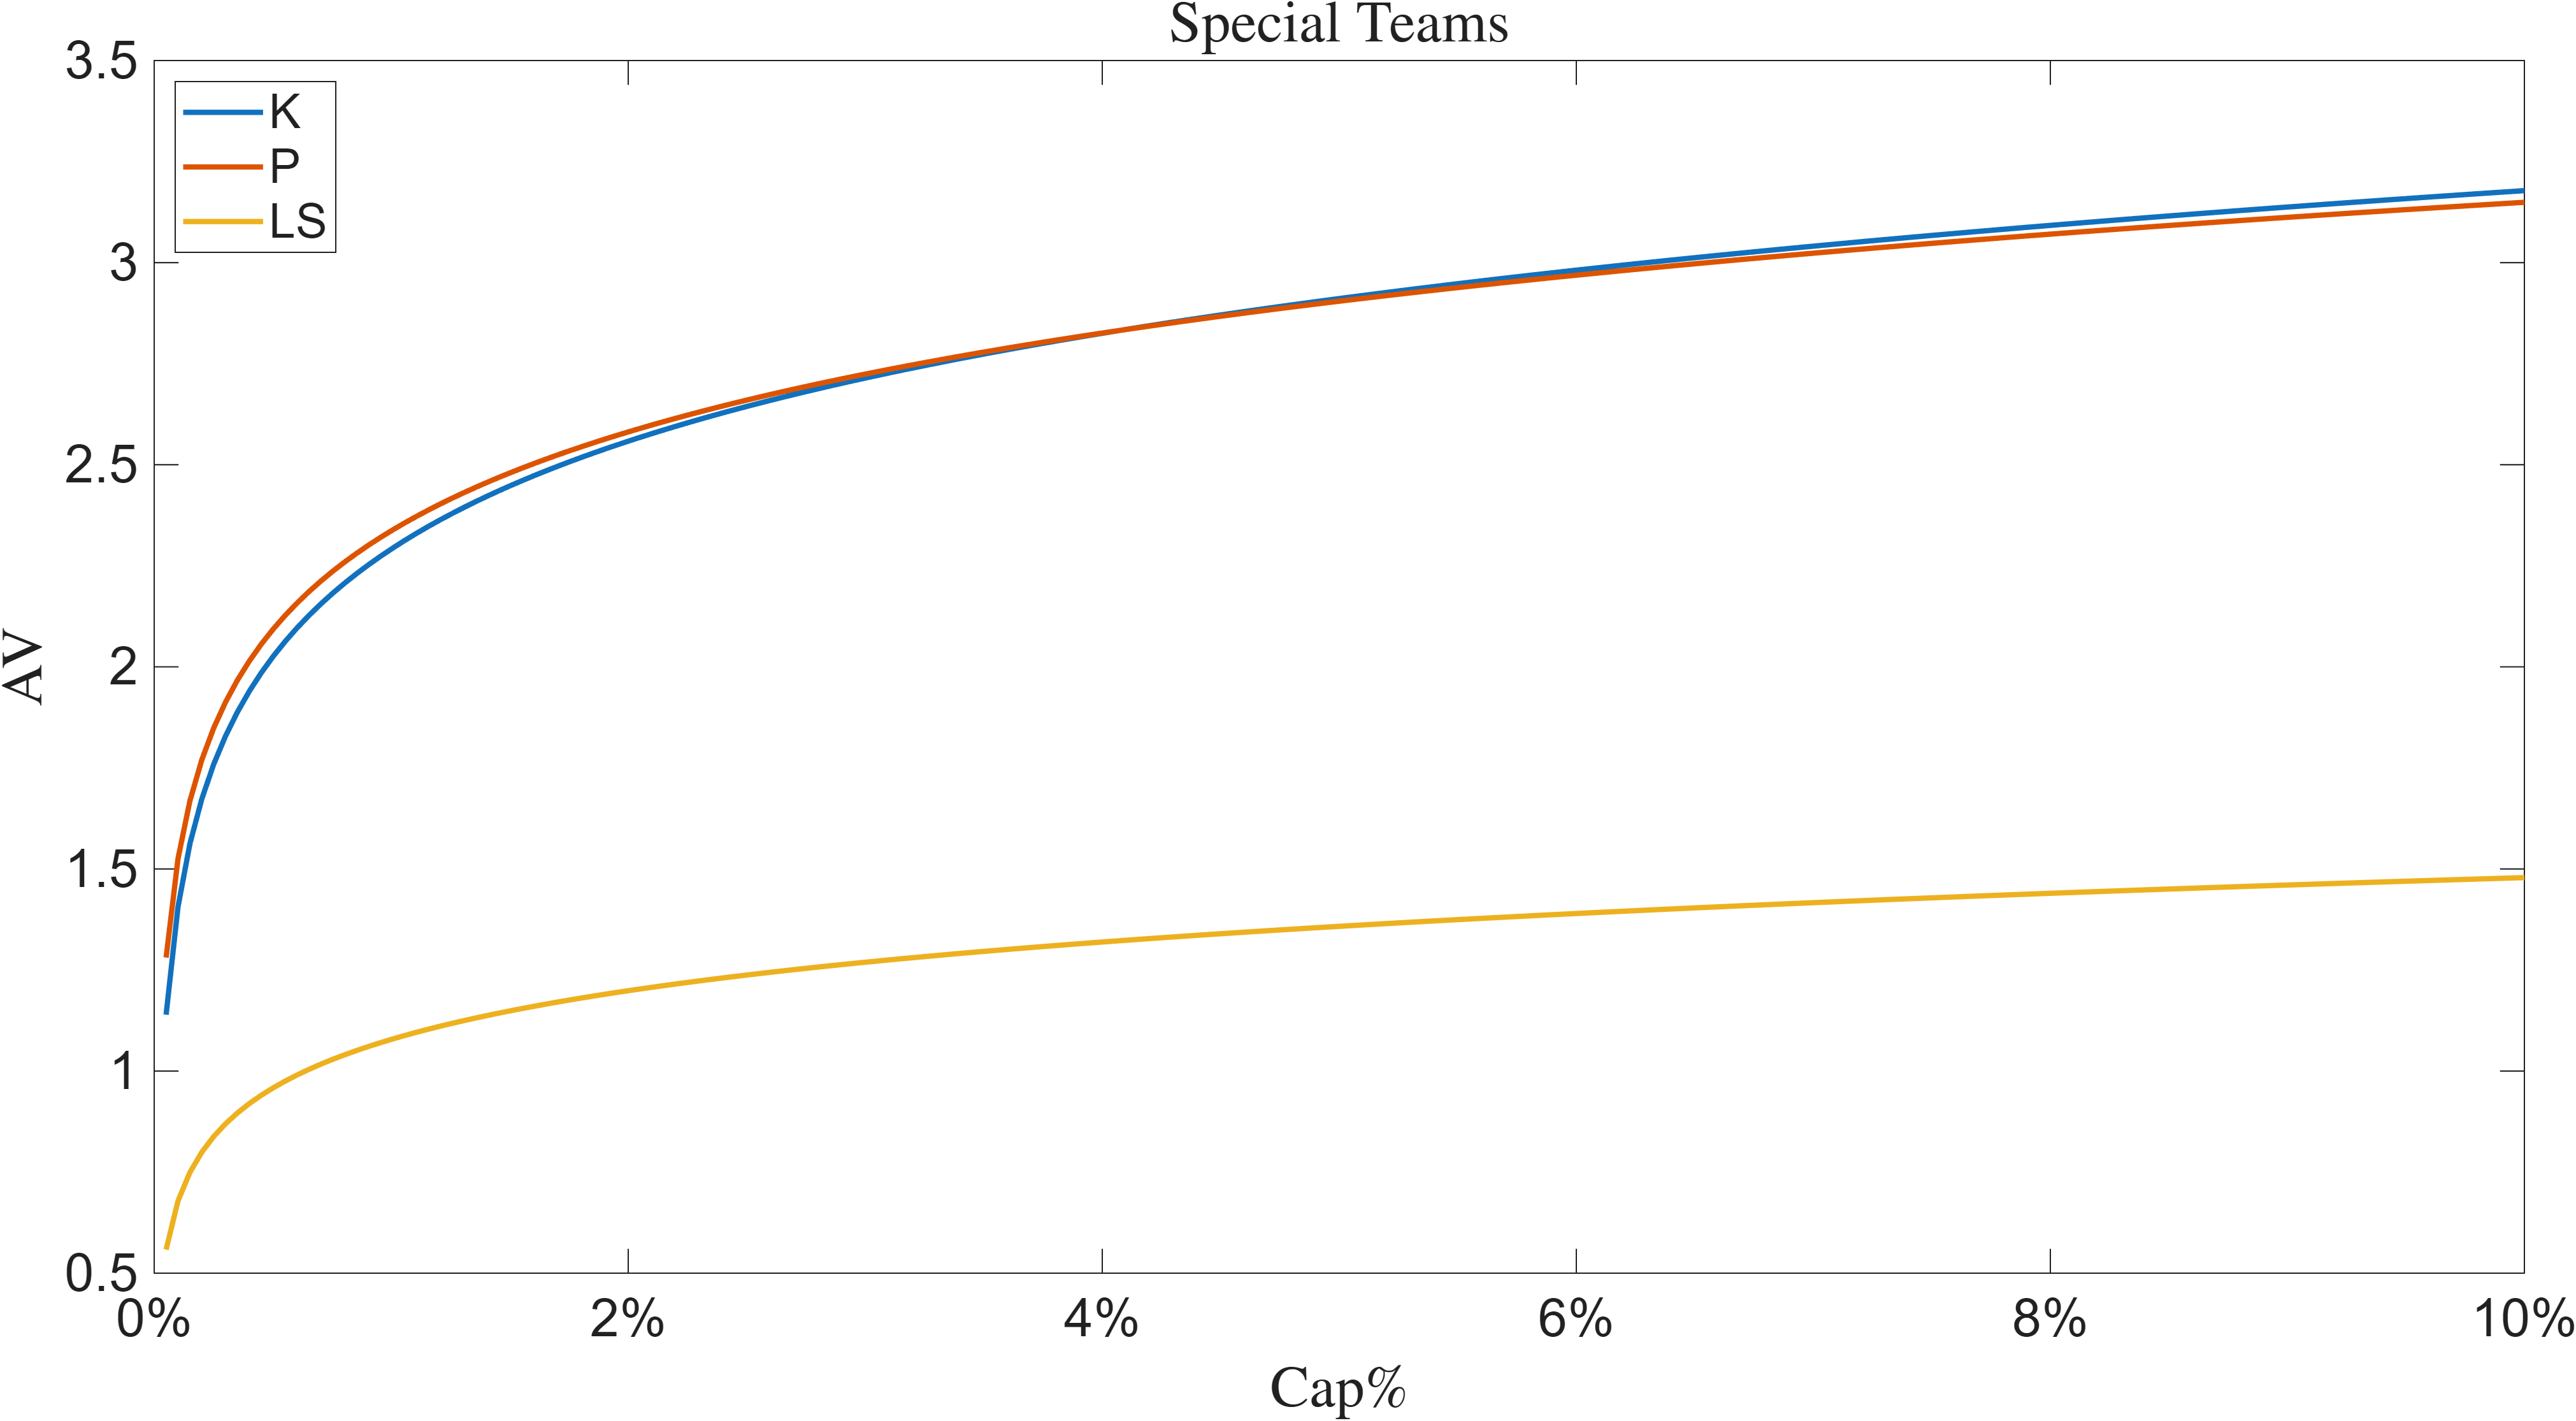 Special Teams
3.5
3
2.5
2
1.5
1
0.5
K
P
LS
AV
0% 2% 4% 6% 8% 10%
Cap%